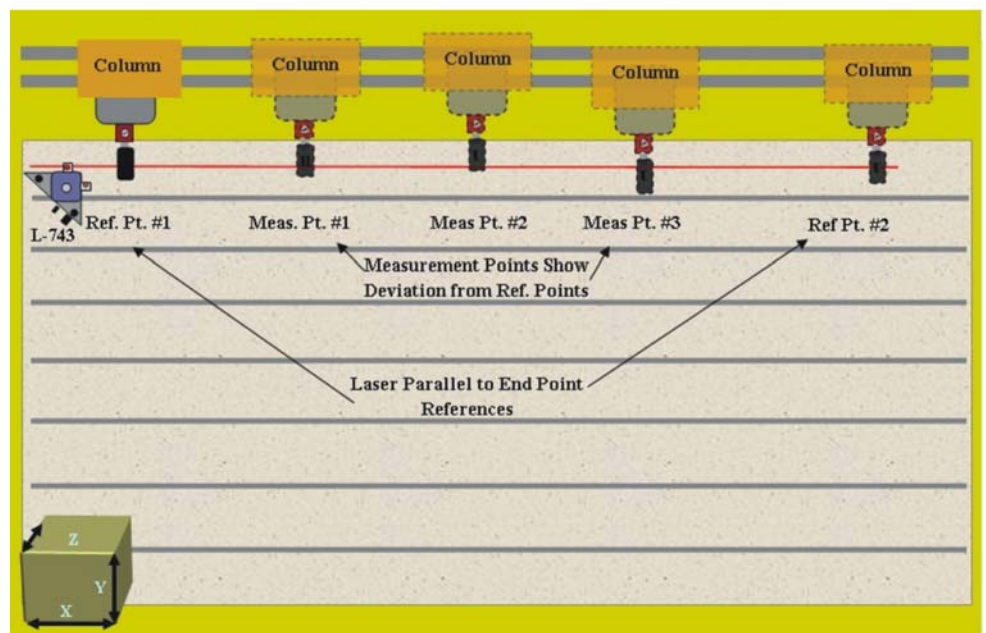 Column
Column
Column
Column
Column
L-743
Ref. Pt. #1
Meas. Pt. #1
Meas Pt. #2
Meas Pt. #3
Ref Pt. #2
Measurement Points Show
Deviation from Ref. Points
Laser Parallel to End Point
References
Z
Y
X